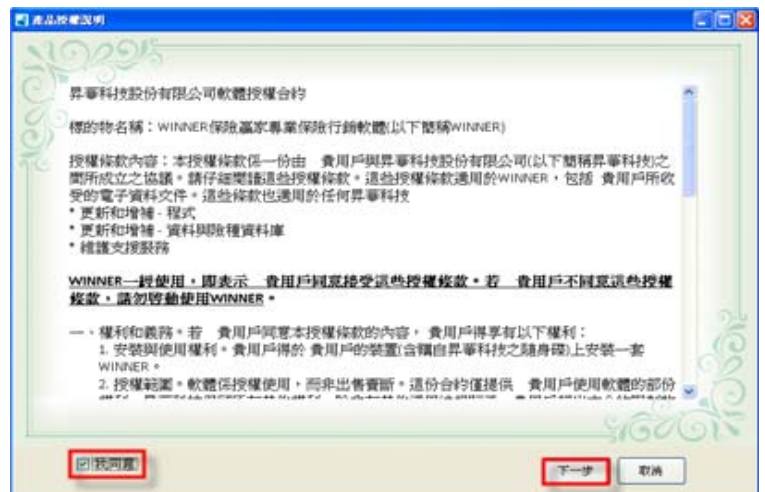 產品授權說明
昇華科技股份有限公司軟體授權合約
標的物名稱：WINNER保險贏家專業保險行銷軟體(以下簡稱WINNER)
授權條款內容：本授權條款係一份由 貴用戶與昇華科技股份有限公司(以下簡稱昇華科技)之
間所成立之協議。請仔細閱讀這些授權條款。這些授權條款適用於WINNER，包括 貴用戶所收
受的電子資料文件。這些條款也適用於任何昇華科技
* 更新和增補 - 程式
* 更新和增補 - 資料與險種資料庫
* 維護支援服務
WINNER一經使用，即表示 貴用戶同意接受這些授權條款。若 貴用戶不同意這些授權
條款，請勿啓動使用WINNER。
一、權利和義務。若 貴用戶同意本授權條款的內容， 貴用戶得享有以下權利：
1. 安裝與使用權利。貴用戶得於 貴用戶的裝置(含購自昇華科技之隨身碟)上安裝一套
WINNER。
2. 授權範圍。軟體係授權使用，而非出售賣斷。這份合約僅提供 貴用戶使用軟體的部份
我同意
下一步
取消